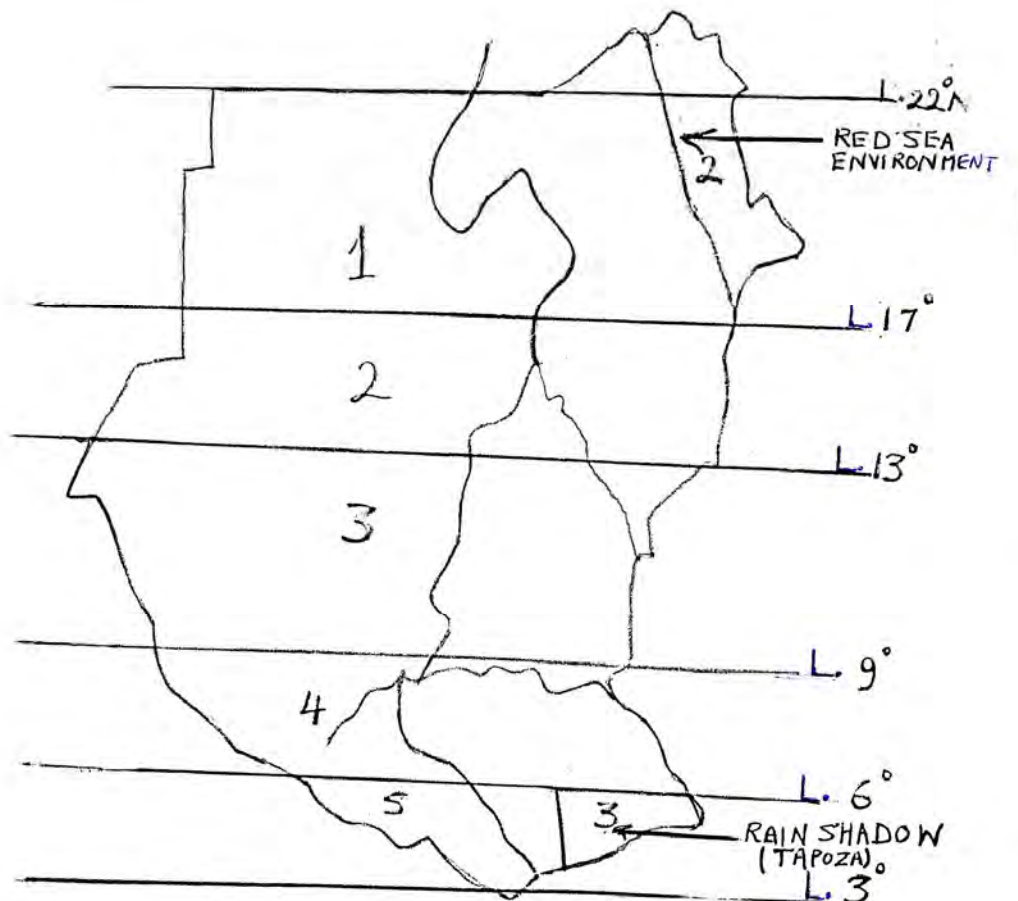 L. 22°N
RED SEA
ENVIRONMENT
2
1
L. 17°
2
L. 13°
3
L. 9°
4
L. 6°
5
3
RAIN SHADOW
(TAPOZA)
L. 3°